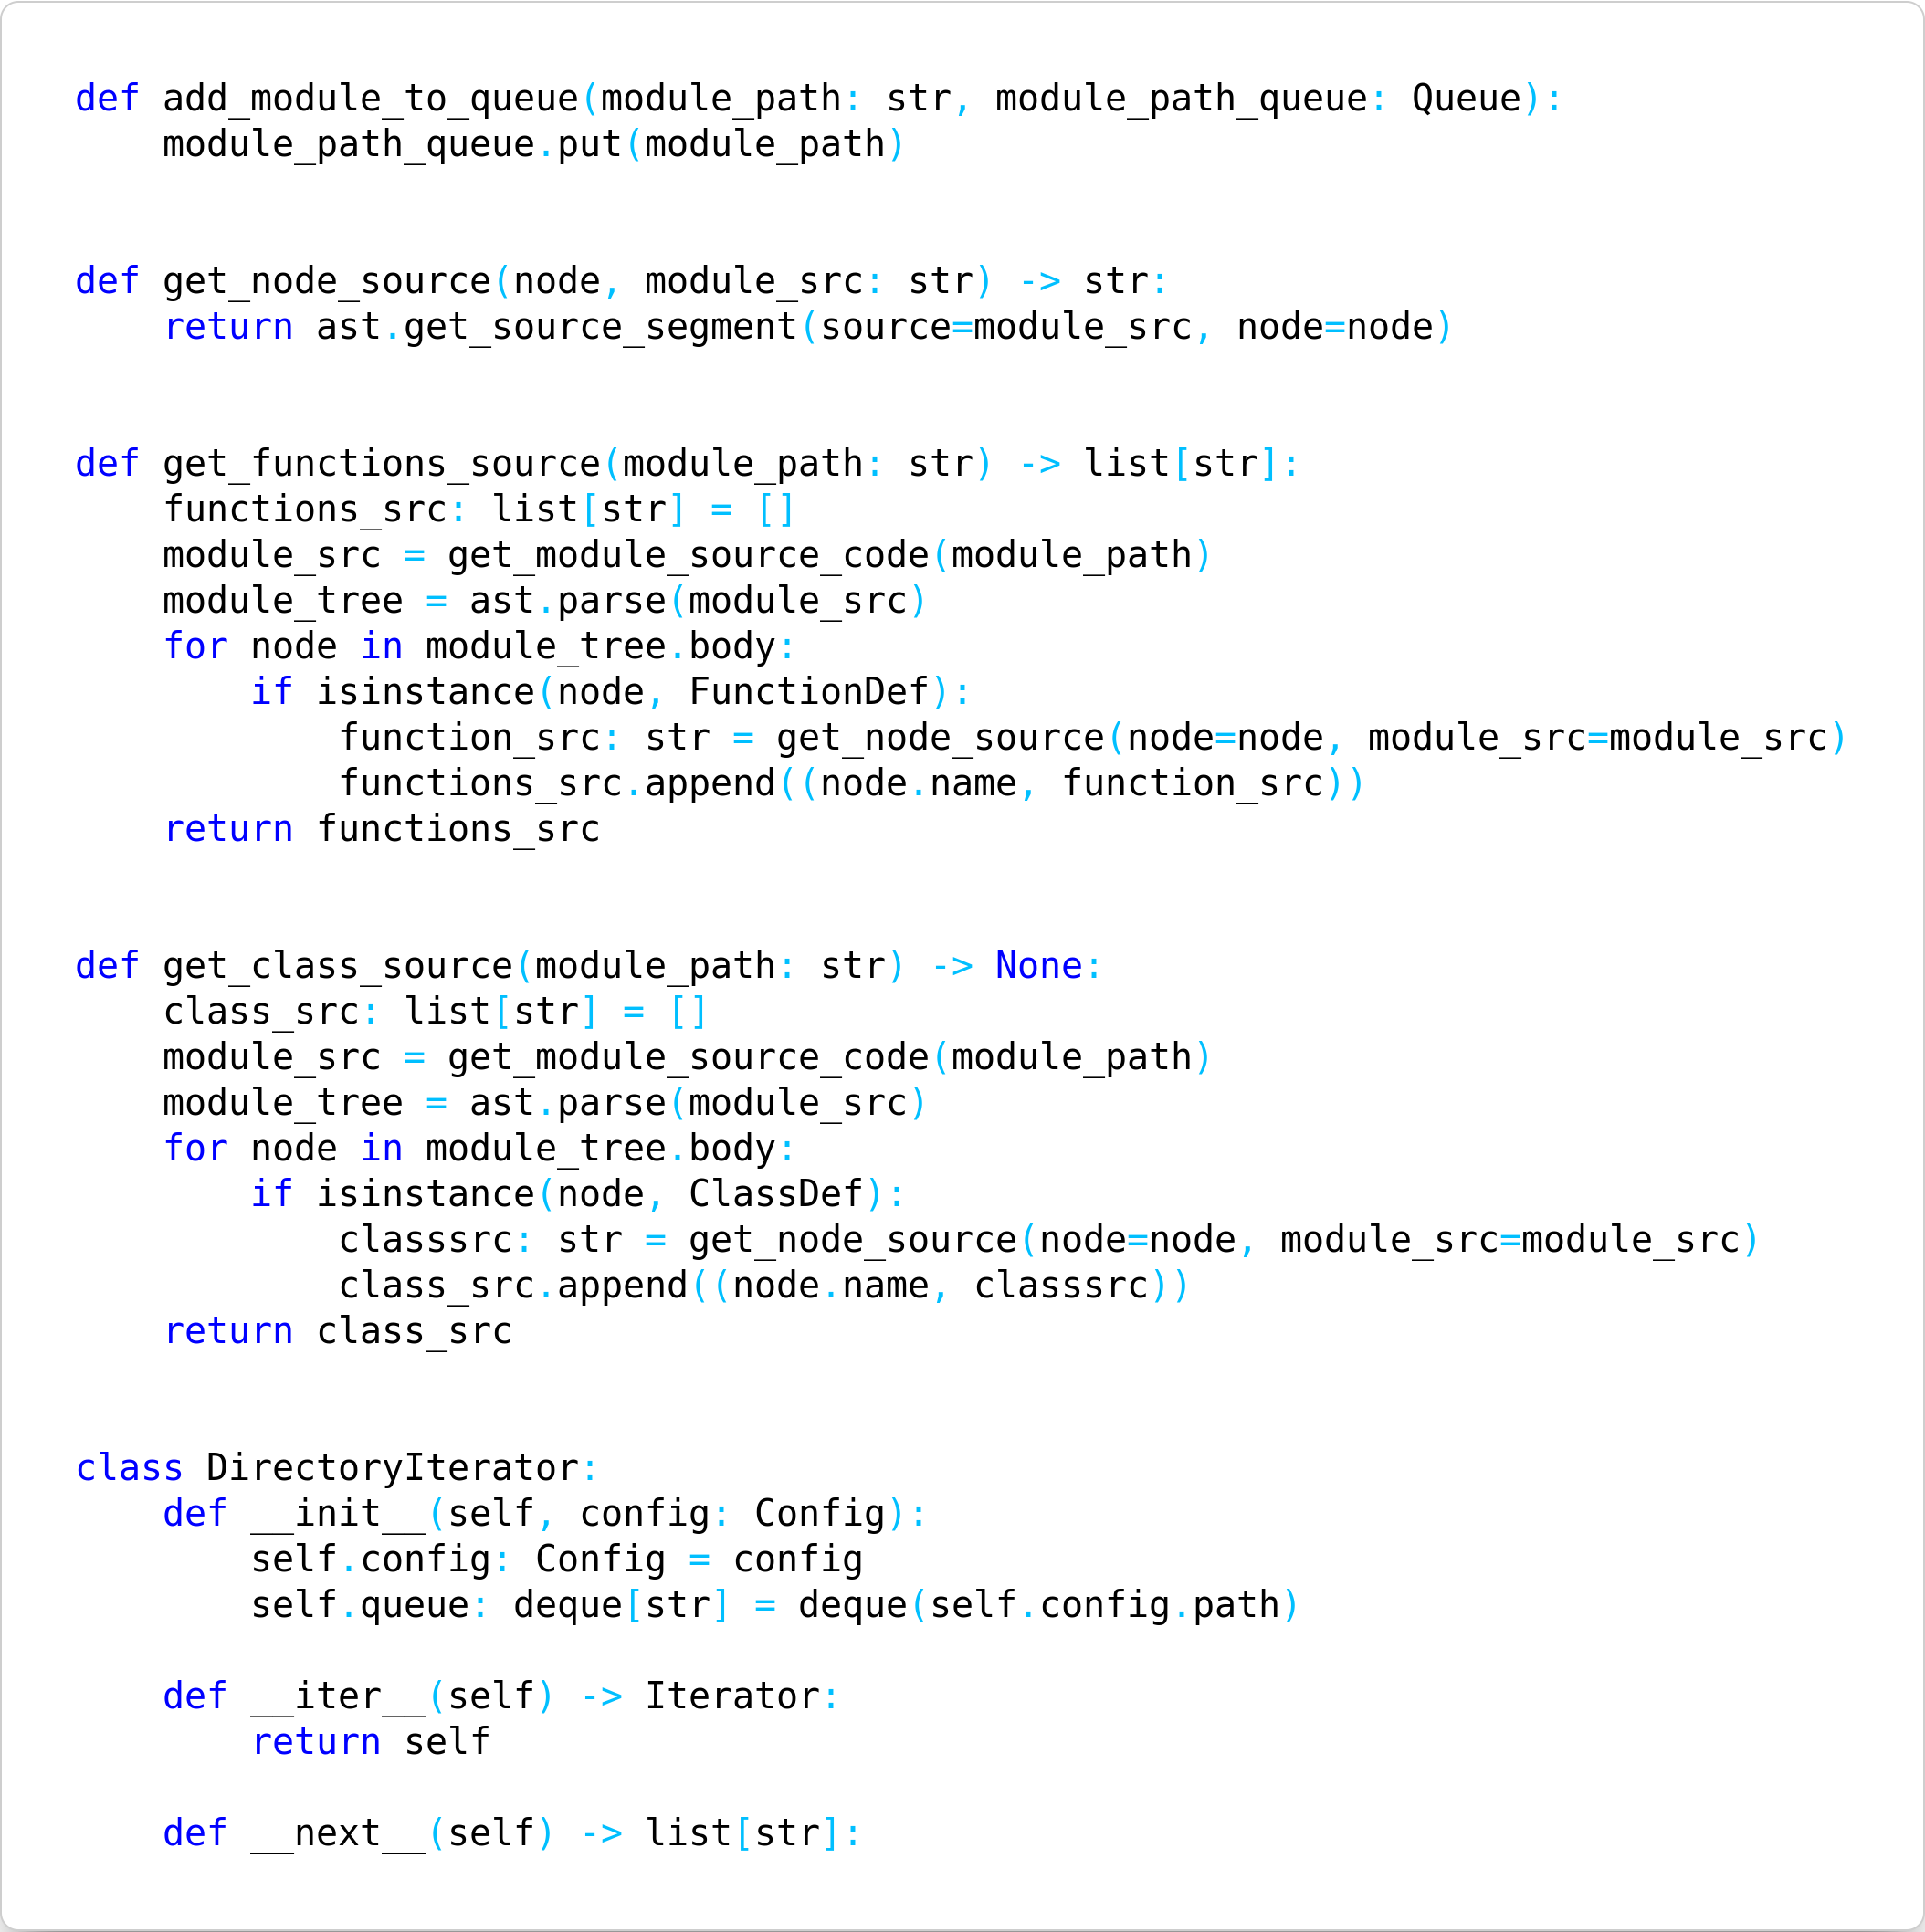 def add_module_to_queue(module_path: str, module_path_queue: Queue):
    module_path_queue.put(module_path)


def get_node_source(node, module_src: str) -> str:
    return ast.get_source_segment(source=module_src, node=node)


def get_functions_source(module_path: str) -> list[str]:
    functions_src: list[str] = []
    module_src = get_module_source_code(module_path)
    module_tree = ast.parse(module_src)
    for node in module_tree.body:
        if isinstance(node, FunctionDef):
            function_src: str = get_node_source(node=node, module_src=module_src)
            functions_src.append((node.name, function_src))
    return functions_src


def get_class_source(module_path: str) -> None:
    class_src: list[str] = []
    module_src = get_module_source_code(module_path)
    module_tree = ast.parse(module_src)
    for node in module_tree.body:
        if isinstance(node, ClassDef):
            classsrc: str = get_node_source(node=node, module_src=module_src)
            class_src.append((node.name, classsrc))
    return class_src


class DirectoryIterator:
    def __init__(self, config: Config):
        self.config: Config = config
        self.queue: deque[str] = deque(self.config.path)

    def __iter__(self) -> Iterator:
        return self

    def __next__(self) -> list[str]: